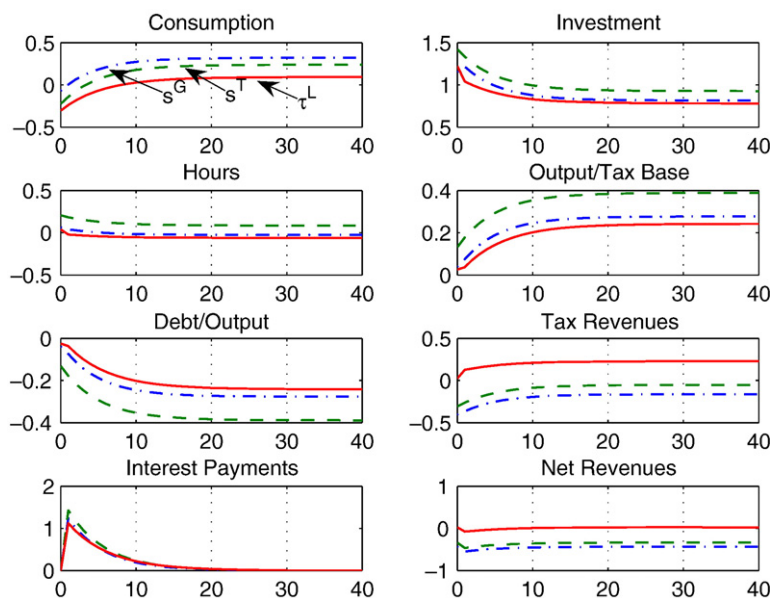 Consumption
0.5
0
−0.5
s^G
s^T
τ^L
0 10 20 30 40
Investment
1.5
1
0.5
0 10 20 30 40
Hours
0.5
0
−0.5
0 10 20 30 40
Output/Tax Base
0.4
0.2
0
0 10 20 30 40
Debt/Output
0
−0.2
−0.4
0 10 20 30 40
Tax Revenues
0.5
0
−0.5
0 10 20 30 40
Interest Payments
2
1
0
0 10 20 30 40
Net Revenues
1
0
−1
0 10 20 30 40